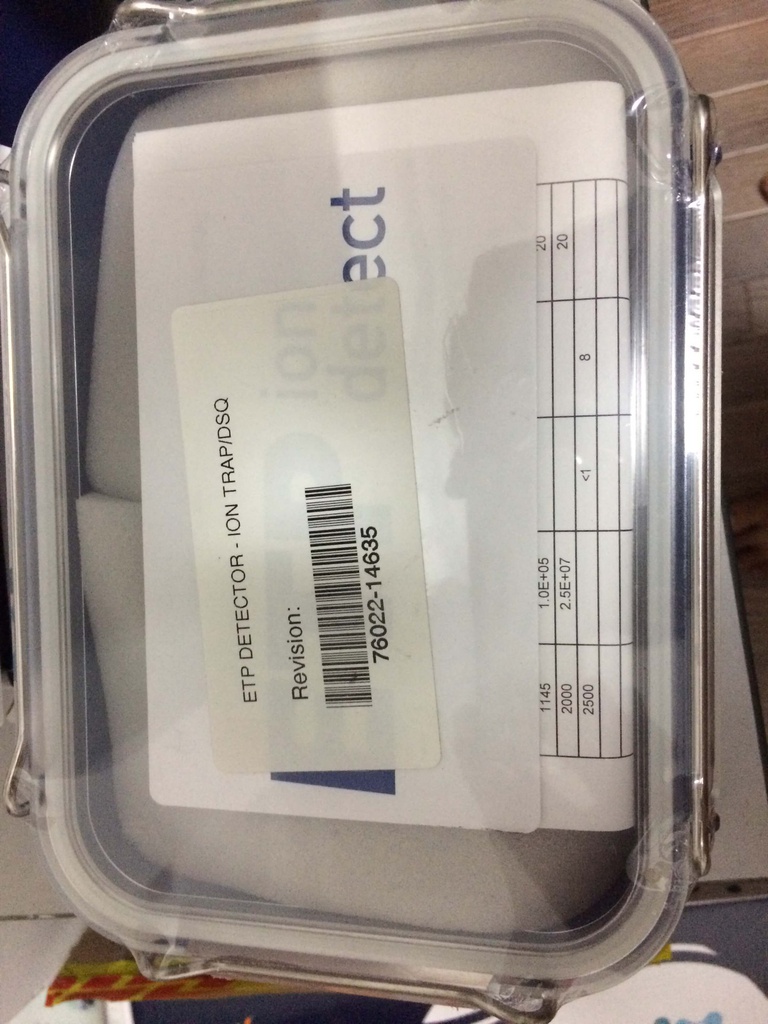 ETP DETECTOR - ION TRAP/DSQ
Revision:
76022-14635
ion
detect
1145 1.0E+05 20
2000 2.5E+07 20
2500 <1 8